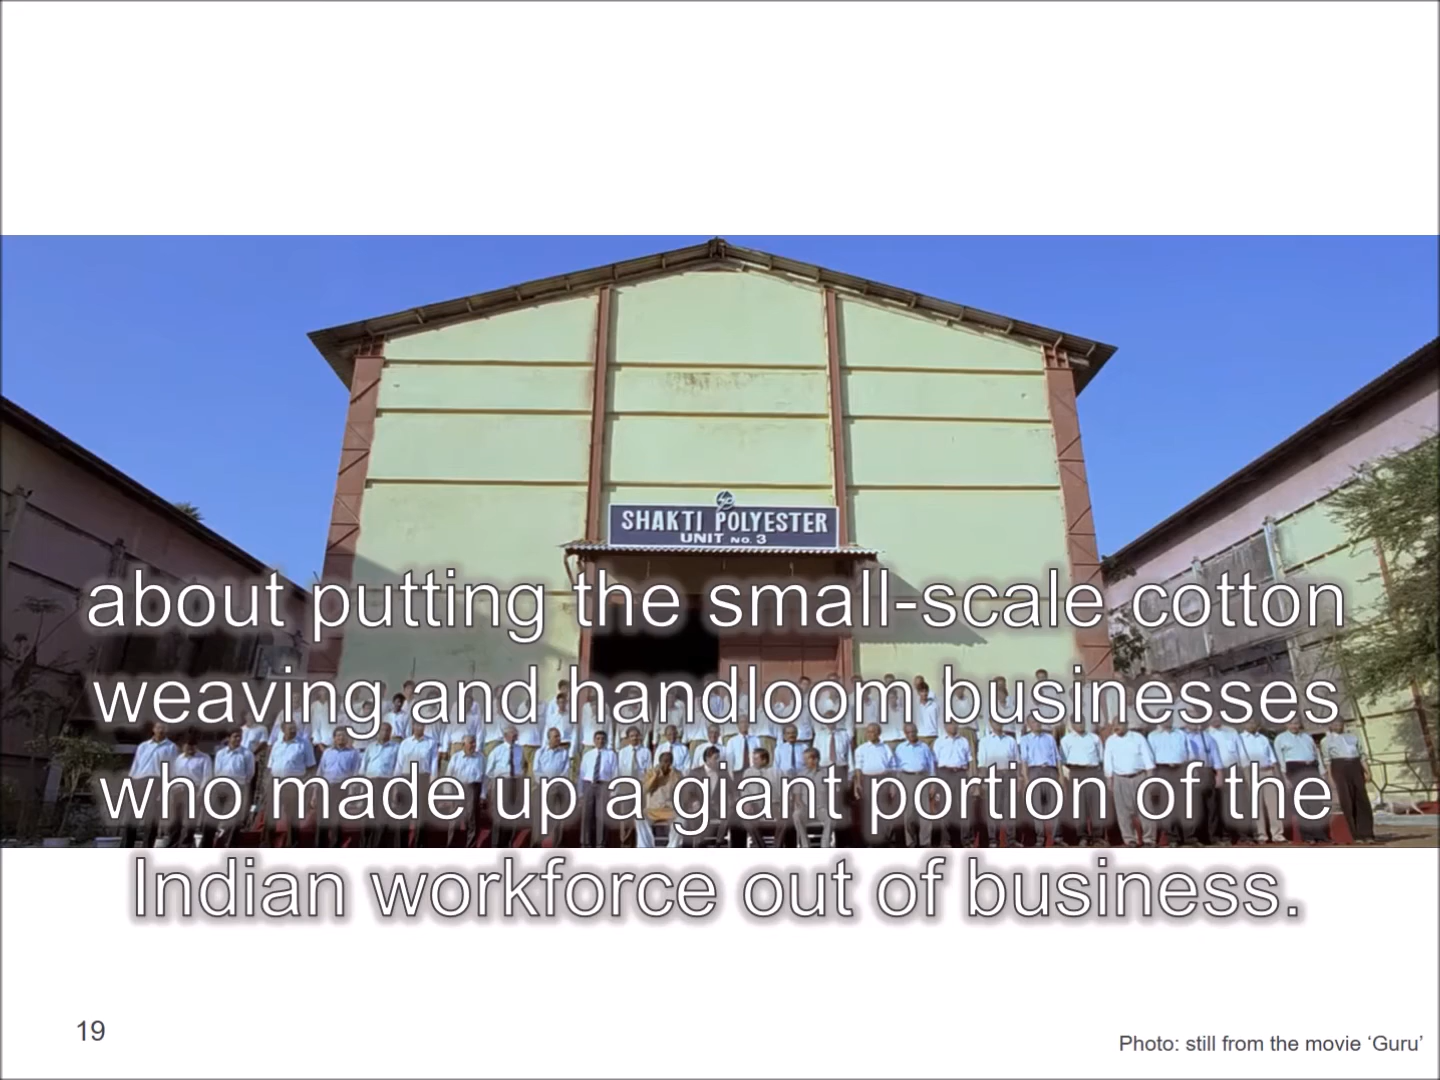 SHAKTI POLYESTER
UNIT NO. 3
about putting the small-scale cotton
weaving and handloom businesses
who made up a giant portion of the
Indian workforce out of business.
19
Photo: still from the movie ‘Guru’